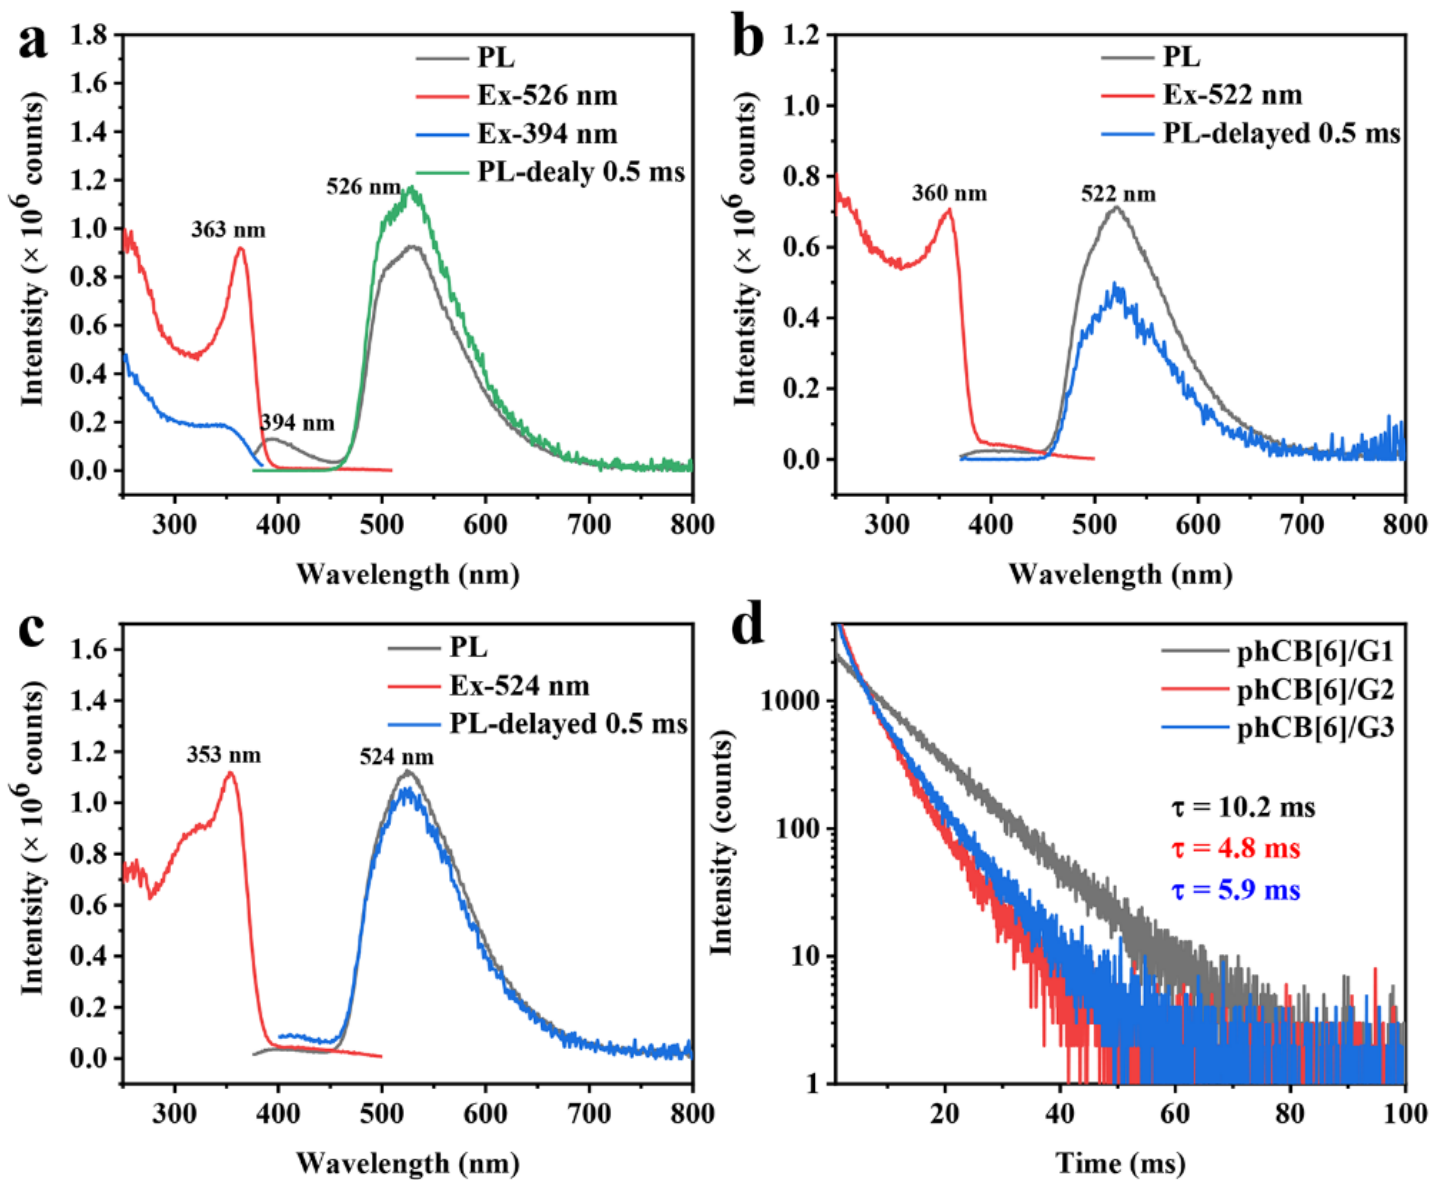 a
1.8
1.6
1.4
1.2
1.0
0.8
0.6
0.4
0.2
0.0
Intentsity (× 10⁶ counts)
PL
Ex-526 nm
Ex-394 nm
PL-dealy 0.5 ms
526 nm
363 nm
394 nm
300 400 500 600 700 800
Wavelength (nm)
b
1.2
1.0
0.8
0.6
0.4
0.2
0.0
Intentsity (× 10⁶ counts)
PL
Ex-522 nm
PL-delayed 0.5 ms
360 nm
522 nm
300 400 500 600 700 800
Wavelength (nm)
c
1.6
1.4
1.2
1.0
0.8
0.6
0.4
0.2
0.0
Intentsity (× 10⁶ counts)
PL
Ex-524 nm
PL-delayed 0.5 ms
353 nm
524 nm
300 400 500 600 700 800
Wavelength (nm)
d
1000
100
10
1
Intensity (counts)
phCB[6]/G1
phCB[6]/G2
phCB[6]/G3
τ = 10.2 ms
τ = 4.8 ms
τ = 5.9 ms
20 40 60 80 100
Time (ms)